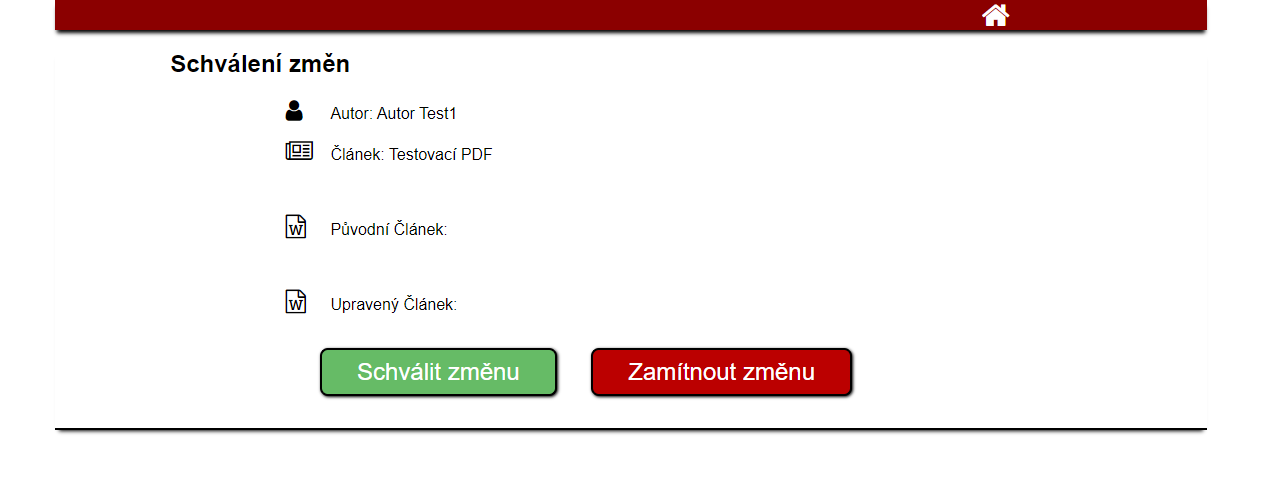 Schválení změn
Autor: Autor Test1
Článek: Testovací PDF
Původní Článek:
Upravený Článek:
Schválit změnu
Zamítnout změnu